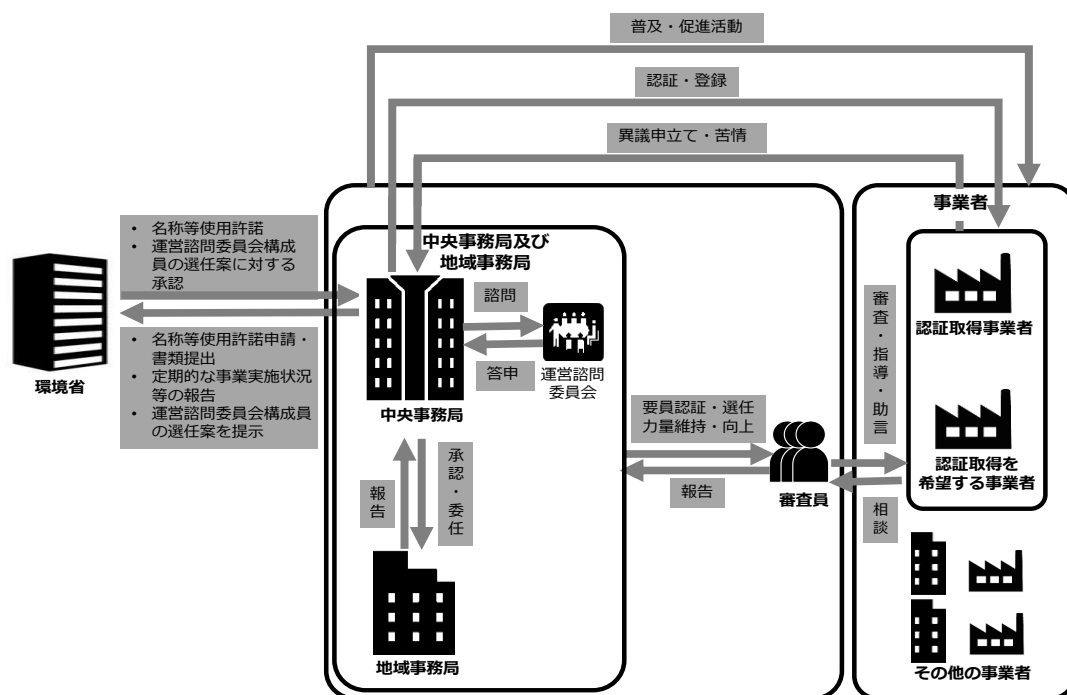 普及・促進活動
認証・登録
異議申立て・苦情
事業者
• 名称等使用許諾
• 運営諮問委員会構成
員の選任案に対する
承認
中央事務局及び
地域事務局
諮問
答申
運営諮問
委員会
中央事務局
環境省
• 名称等使用許諾申請・
書類提出
• 定期的な事業実施状況
等の報告
• 運営諮問委員会構成員
の選任案を提示
報告
承認・委任
地域事務局
要員認証・選任
力量維持・向上
報告
審査員
審査・指導・助言
相談
認証取得事業者
認証取得を
希望する事業者
その他の事業者